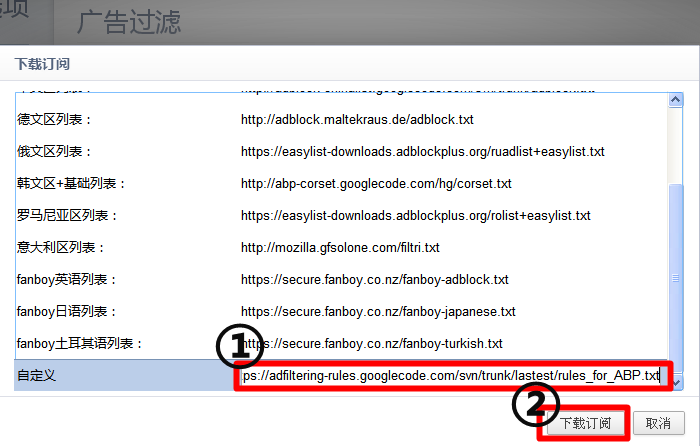 广告过滤
下载订阅
德文区列表： http://adblock.maltekraus.de/adblock.txt
俄文区列表： https://easylist-downloads.adblockplus.org/ruadlist+easylist.txt
韩文区+基础列表： http://abp-corset.googlecode.com/hg/corset.txt
罗马尼亚区列表： https://easylist-downloads.adblockplus.org/rolist+easylist.txt
意大利区列表： http://mozilla.gfsolone.com/filtri.txt
fanboy英语列表： https://secure.fanboy.co.nz/fanboy-adblock.txt
fanboy日语列表： https://secure.fanboy.co.nz/fanboy-japanese.txt
fanboy土耳其语列表： https://secure.fanboy.co.nz/fanboy-turkish.txt
①
自定义 ps://adfiltering-rules.googlecode.com/svn/trunk/lastest/rules_for_ABP.txt
②
下载订阅 取消